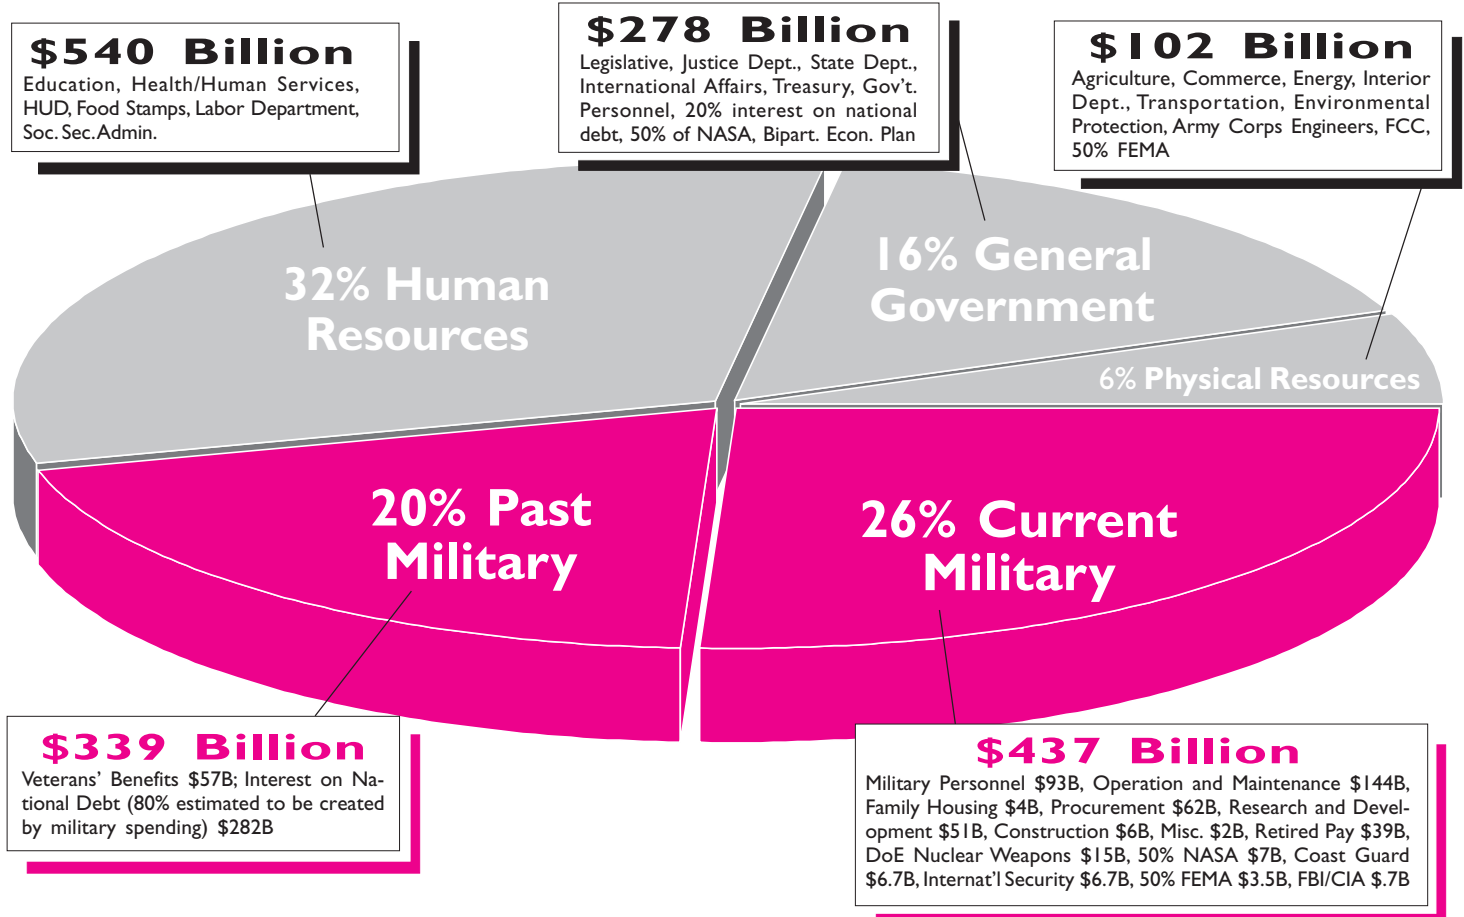 $540 Billion
Education, Health/Human Services,
HUD, Food Stamps, Labor Department,
Soc. Sec. Admin.
$278 Billion
Legislative, Justice Dept., State Dept.,
International Affairs, Treasury, Gov't.
Personnel, 20% interest on national
debt, 50% of NASA, Bipart. Econ. Plan
$102 Billion
Agriculture, Commerce, Energy, Interior
Dept., Transportation, Environmental
Protection, Army Corps Engineers, FCC,
50% FEMA
32% Human
Resources
16% General
Government
6% Physical Resources
20% Past
Military
26% Current
Military
$339 Billion
Veterans' Benefits $57B; Interest on Na-
tional Debt (80% estimated to be created
by military spending) $282B
$437 Billion
Military Personnel $93B, Operation and Maintenance $144B,
Family Housing $4B, Procurement $62B, Research and Devel-
opment $51B, Construction $6B, Misc. $2B, Retired Pay $39B,
DoE Nuclear Weapons $15B, 50% NASA $7B, Coast Guard
$6.7B, Internat'l Security $6.7B, 50% FEMA $3.5B, FBI/CIA $.7B